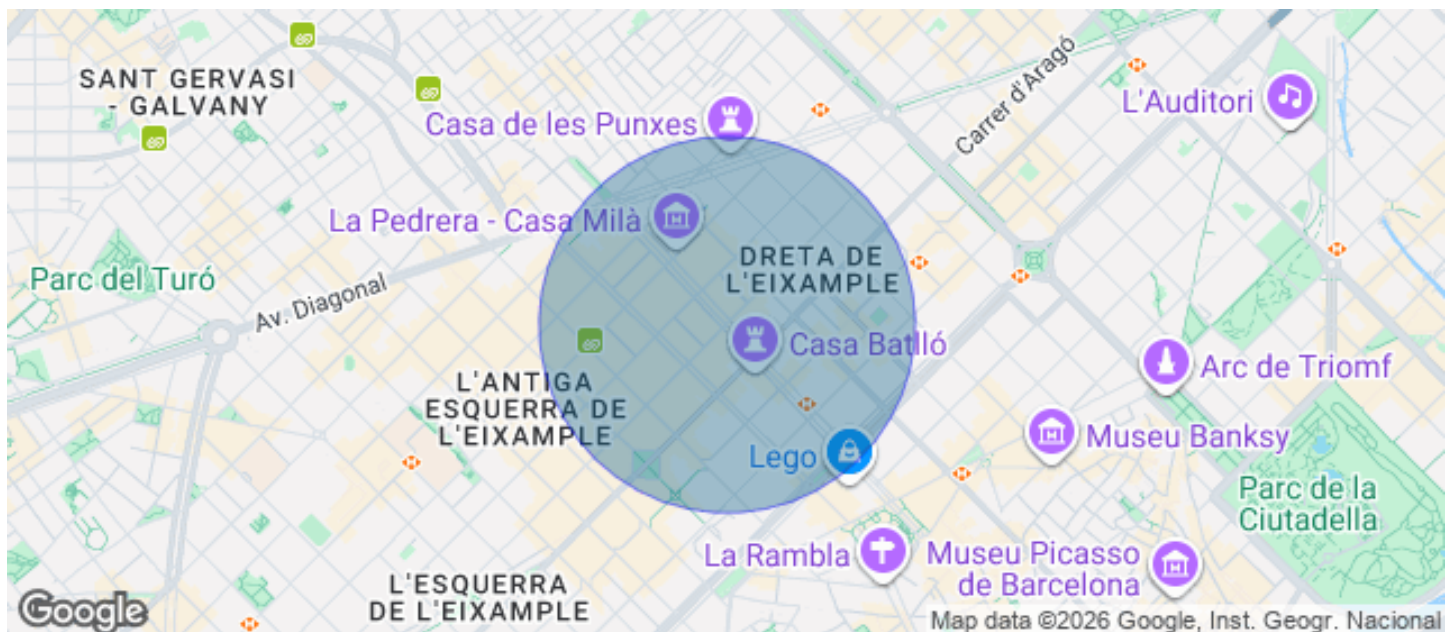 SANT GERVASI
- GALVANY
Casa de les Punxes
Carrer d'Aragó
L'Auditori
La Pedrera - Casa Milà
DRETA DE
L'EIXAMPLE
Parc del Turó
Av. Diagonal
Casa Batlló
L'ANTIGA
ESQUERRA DE
L'EIXAMPLE
Arc de Triomf
Lego
Museu Banksy
Parc de la
Ciutadella
La Rambla
Museu Picasso
de Barcelona
L'ESQUERRA
DE L'EIXAMPLE
Google
Map data ©2026 Google, Inst. Geogr. Nacional